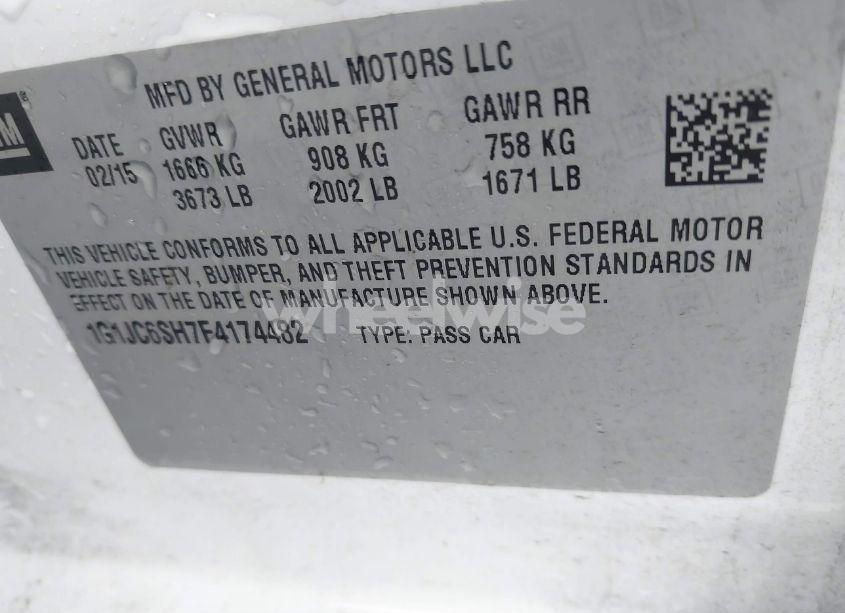 GM
MFD BY GENERAL MOTORS LLC
DATE GVWR GAWR FRT GAWR RR
02/15 1666 KG 908 KG 758 KG
3673 LB 2002 LB 1671 LB
THIS VEHICLE CONFORMS TO ALL APPLICABLE U.S. FEDERAL MOTOR
VEHICLE SAFETY, BUMPER, AND THEFT PREVENTION STANDARDS IN
EFFECT ON THE DATE OF MANUFACTURE SHOWN ABOVE.
1G1JC6SH7F4174482 TYPE: PASS CAR
wheelwise